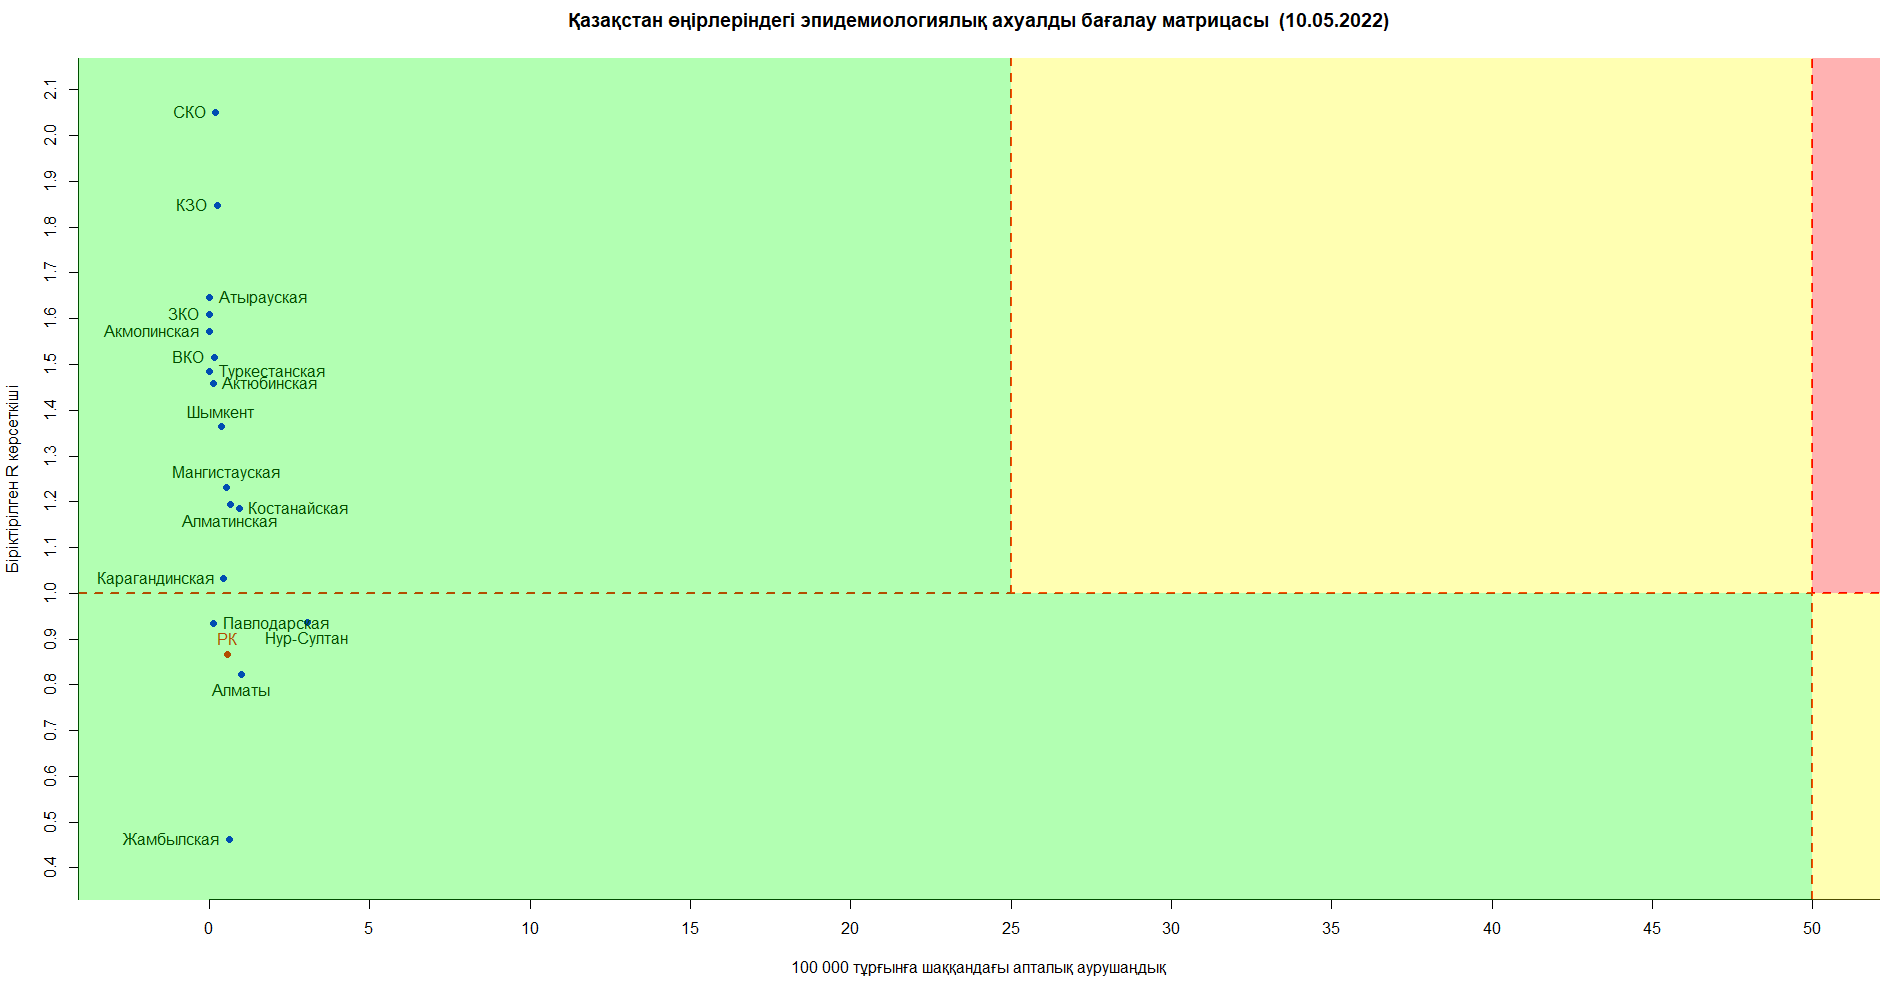 Қазақстан өңірлеріндегі эпидемиологиялық ахуалды бағалау матрицасы (10.05.2022)
Біріктірілген R көрсеткіші
2.1
2.0
1.9
1.8
1.7
1.6
1.5
1.4
1.3
1.2
1.1
1.0
0.9
0.8
0.7
0.6
0.5
0.4
СКО
КЗО
Атырауская
ЗКО
Акмолинская
ВКО
Туркестанская
Актюбинская
Шымкент
Мангистауская
Костанайская
Алматинская
Карагандинская
Павлодарская
РК
Нур-Султан
Алматы
Жамбылская
0 5 10 15 20 25 30 35 40 45 50
100 000 тұрғынға шаққандағы апталық аурушаңдық